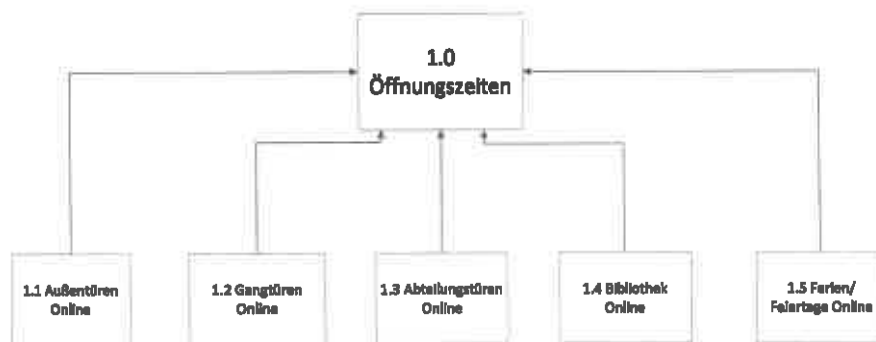 1.0
Öffnungszeiten
1.1 Außentüren
Online
1.2 Gangtüren
Online
1.3 Abteilungstüren
Online
1.4 Bibliothek
Online
1.5 Ferien/
Feiertage Online